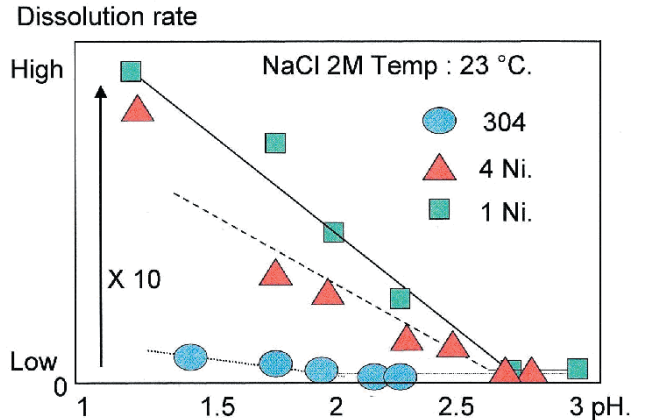 Dissolution rate
High
NaCl 2M Temp : 23 °C.
304
4 Ni.
1 Ni.
X 10
Low
0
1 1.5 2 2.5 3 pH.